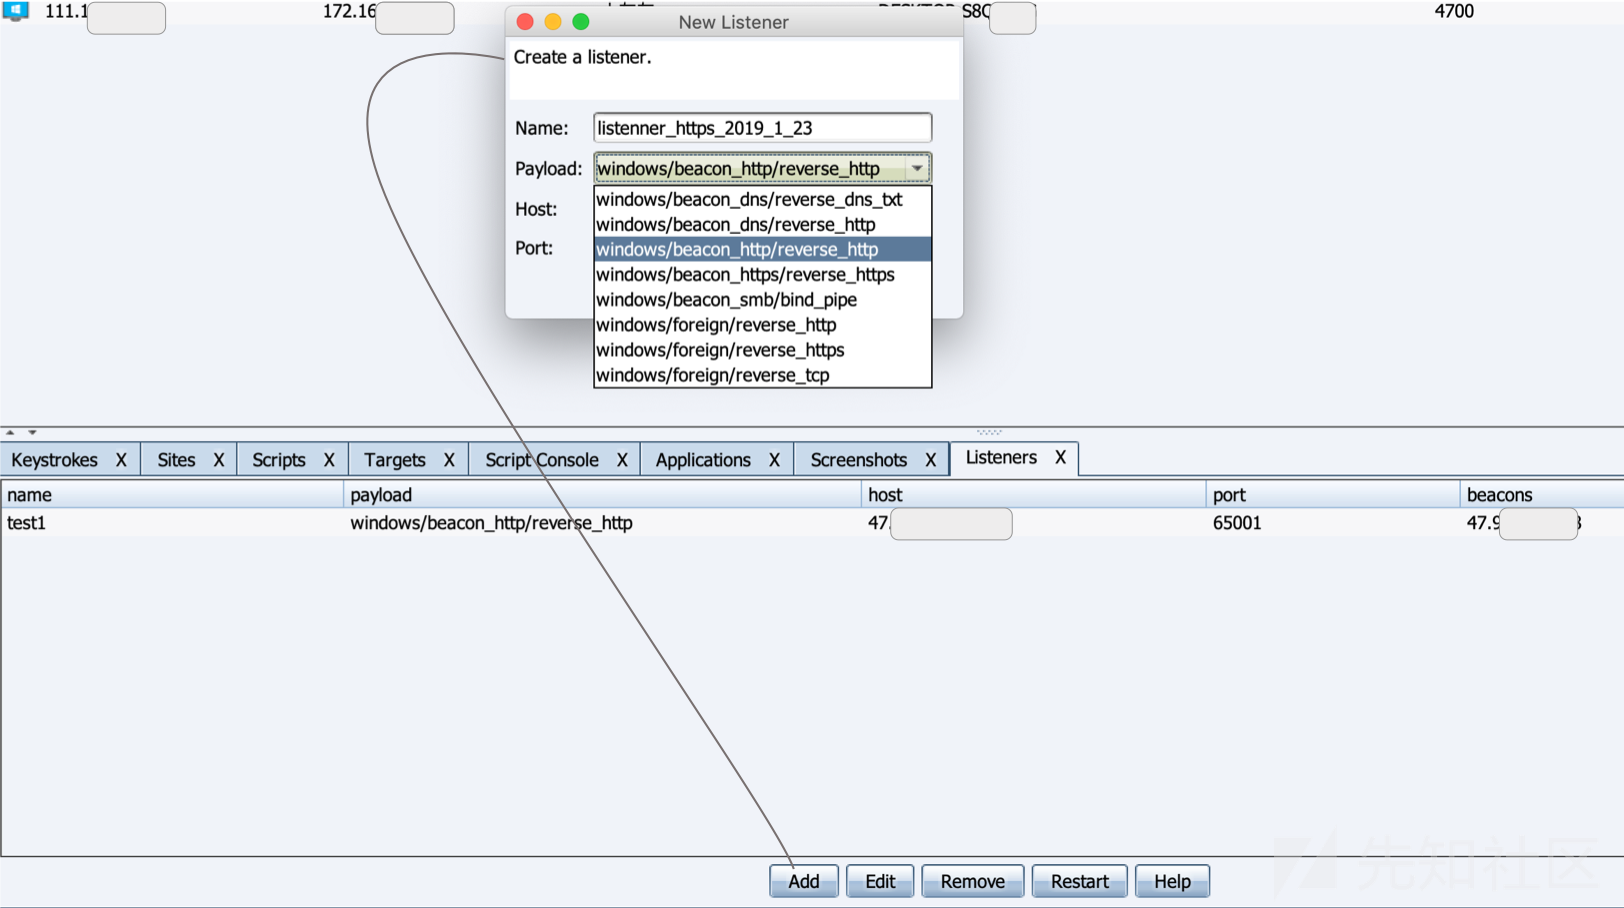 111.1 172.16 S8C 4700
New Listener
Create a listener.
Name: listenner_https_2019_1_23
Payload: windows/beacon_http/reverse_http
windows/beacon_dns/reverse_dns_txt
Host:
windows/beacon_dns/reverse_http
Port:
windows/beacon_http/reverse_http
windows/beacon_https/reverse_https
windows/beacon_smb/bind_pipe
windows/foreign/reverse_http
windows/foreign/reverse_https
windows/foreign/reverse_tcp
Keystrokes X Sites X Scripts X Targets X Script Console X Applications X Screenshots X Listeners X
name payload host port beacons
test1 windows/beacon_http/reverse_http 47. 65001 47.9
Add Edit Remove Restart Help
先知社区